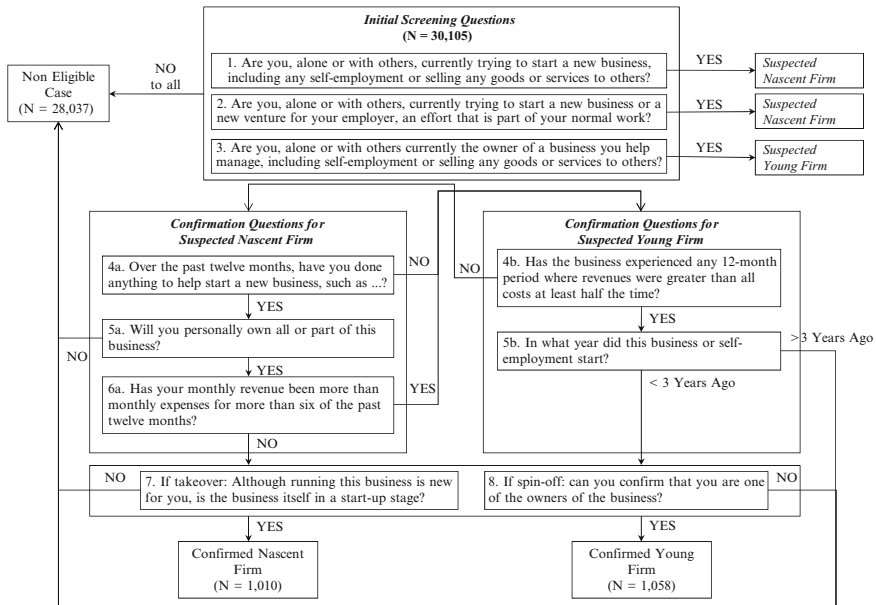 Initial Screening Questions
(N = 30,105)
1. Are you, alone or with others, currently trying to start a new business,
including any self-employment or selling any goods or services to others?
YES
Suspected
Nascent Firm
NO
to all
Non Eligible
Case
(N = 28,037)
2. Are you, alone or with others, currently trying to start a new business or a
new venture for your employer, an effort that is part of your normal work?
YES
Suspected
Nascent Firm
3. Are you, alone or with others currently the owner of a business you help
manage, including self-employment or selling any goods or services to others?
YES
Suspected
Young Firm
Confirmation Questions for
Suspected Nascent Firm
4a. Over the past twelve months, have you done
anything to help start a new business, such as ...?
NO
YES
5a. Will you personally own all or part of this
business?
NO
YES
6a. Has your monthly revenue been more than
monthly expenses for more than six of the past
twelve months?
YES
NO
Confirmation Questions for
Suspected Young Firm
4b. Has the business experienced any 12-month
period where revenues were greater than all
costs at least half the time?
NO
YES
5b. In what year did this business or self-
employment start?
>3 Years Ago
< 3 Years Ago
NO
7. If takeover: Although running this business is new
for you, is the business itself in a start-up stage?
8. If spin-off: can you confirm that you are one
of the owners of the business?
NO
YES
YES
Confirmed Nascent
Firm
(N = 1,010)
Confirmed Young
Firm
(N = 1,058)